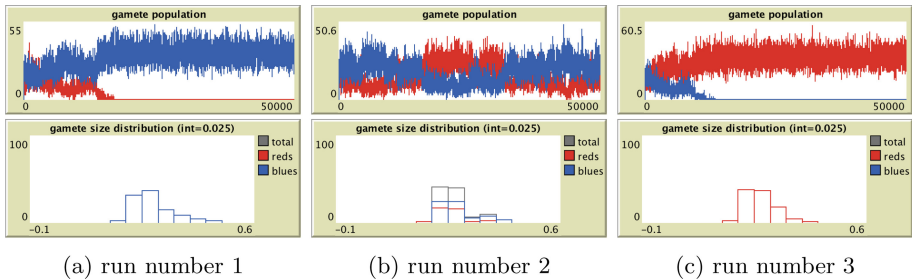 gamete population
55
0
0
50000
gamete size distribution (int=0.025)
100
0
-0.1
0.6
total
reds
blues
(a) run number 1
gamete population
50.6
0
0
50000
gamete size distribution (int=0.025)
100
0
-0.1
0.6
total
reds
blues
(b) run number 2
gamete population
60.5
0
0
50000
gamete size distribution (int=0.025)
100
0
-0.1
0.6
total
reds
blues
(c) run number 3